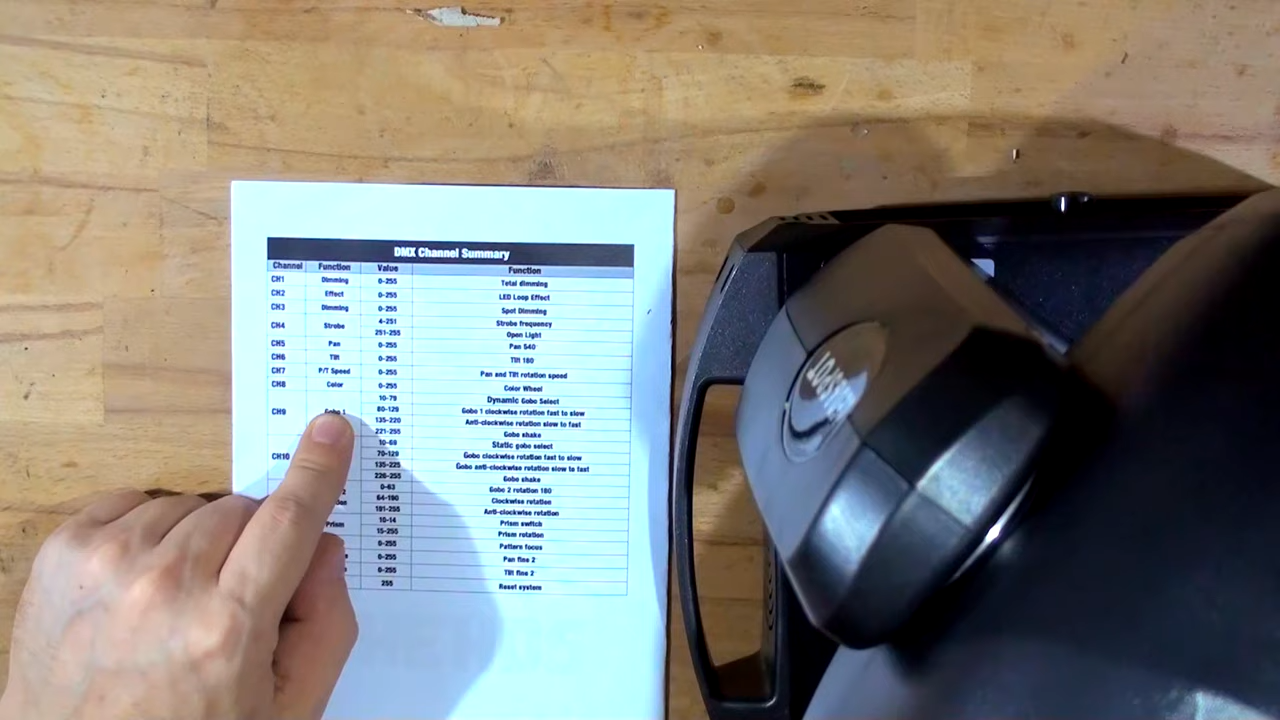 DMX Channel Summary
Channel Function Value Function
CH1 Dimming 0-255 Total dimming
CH2 Effect 0-255 LED Loop Effect
CH3 Dimming 0-255 Spot Dimming
CH4 Strobe 4-251 Strobe frequency
251-255 Open Light
CH5 Pan 0-255 Pan 540
CH6 Tilt 0-255 Tilt 180
CH7 P/T Speed 0-255 Pan and Tilt rotation speed
CH8 Color 0-255 Color Wheel
10-79 Dynamic Gobo Select
CH9 Gobo 1 80-129 Gobo 1 clockwise rotation fast to slow
135-220 Anti-clockwise rotation slow to fast
221-255 Gobo shake
10-69 Static gobo select
CH10 70-129 Gobo clockwise rotation fast to slow
135-225 Gobo anti-clockwise rotation slow to fast
226-255 Gobo shake
0-63 Gobo 2 rotation 180
2 64-190 Clockwise rotation
191-255 Anti-clockwise rotation
Prism 10-14 Prism switch
15-255 Prism rotation
0-255 Pattern focus
0-255 Pan fine 2
0-255 Tilt fine 2
255 Reset system